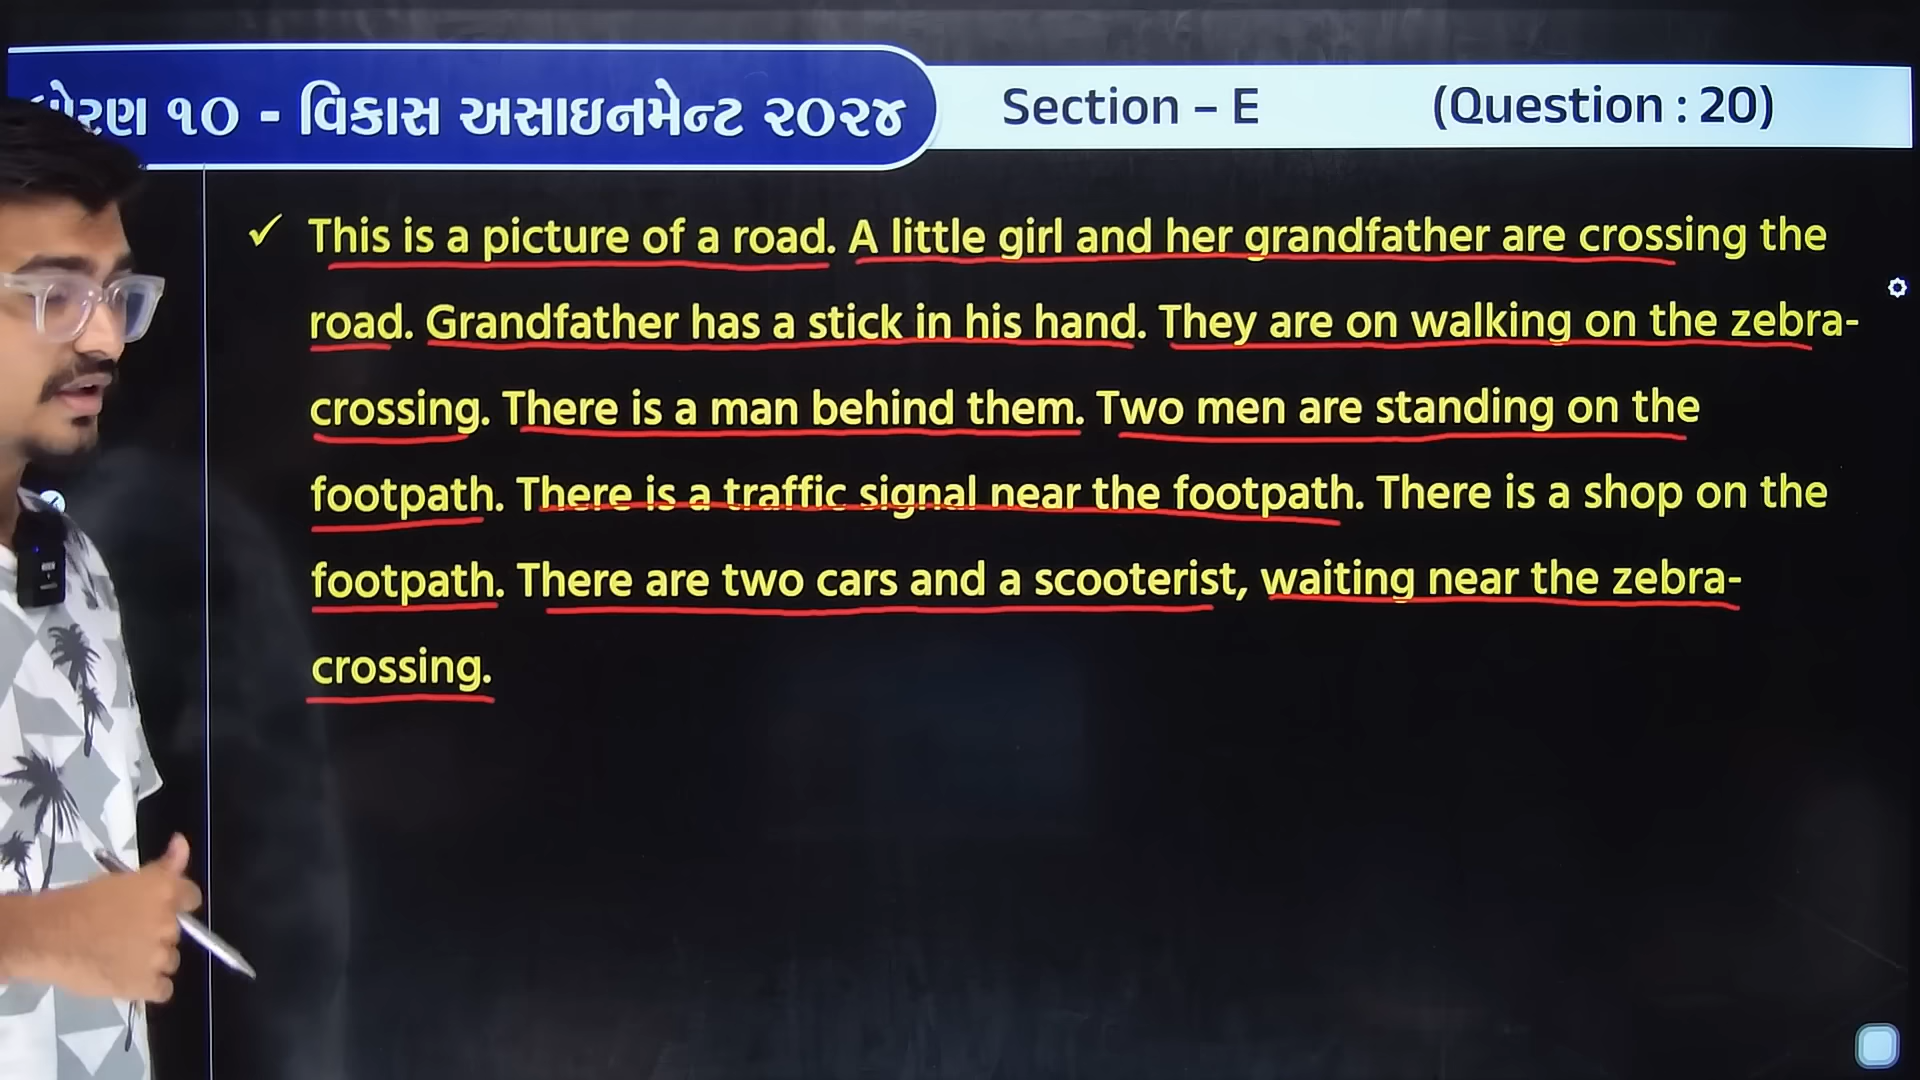 ધોરણ ૧૦ - વિકાસ અસાઇનમેન્ટ ૨૦૨૪
Section – E (Question : 20)
✓ This is a picture of a road. A little girl and her grandfather are crossing the
road. Grandfather has a stick in his hand. They are on walking on the zebra-
crossing. There is a man behind them. Two men are standing on the
footpath. There is a traffic signal near the footpath. There is a shop on the
footpath. There are two cars and a scooterist, waiting near the zebra-
crossing.